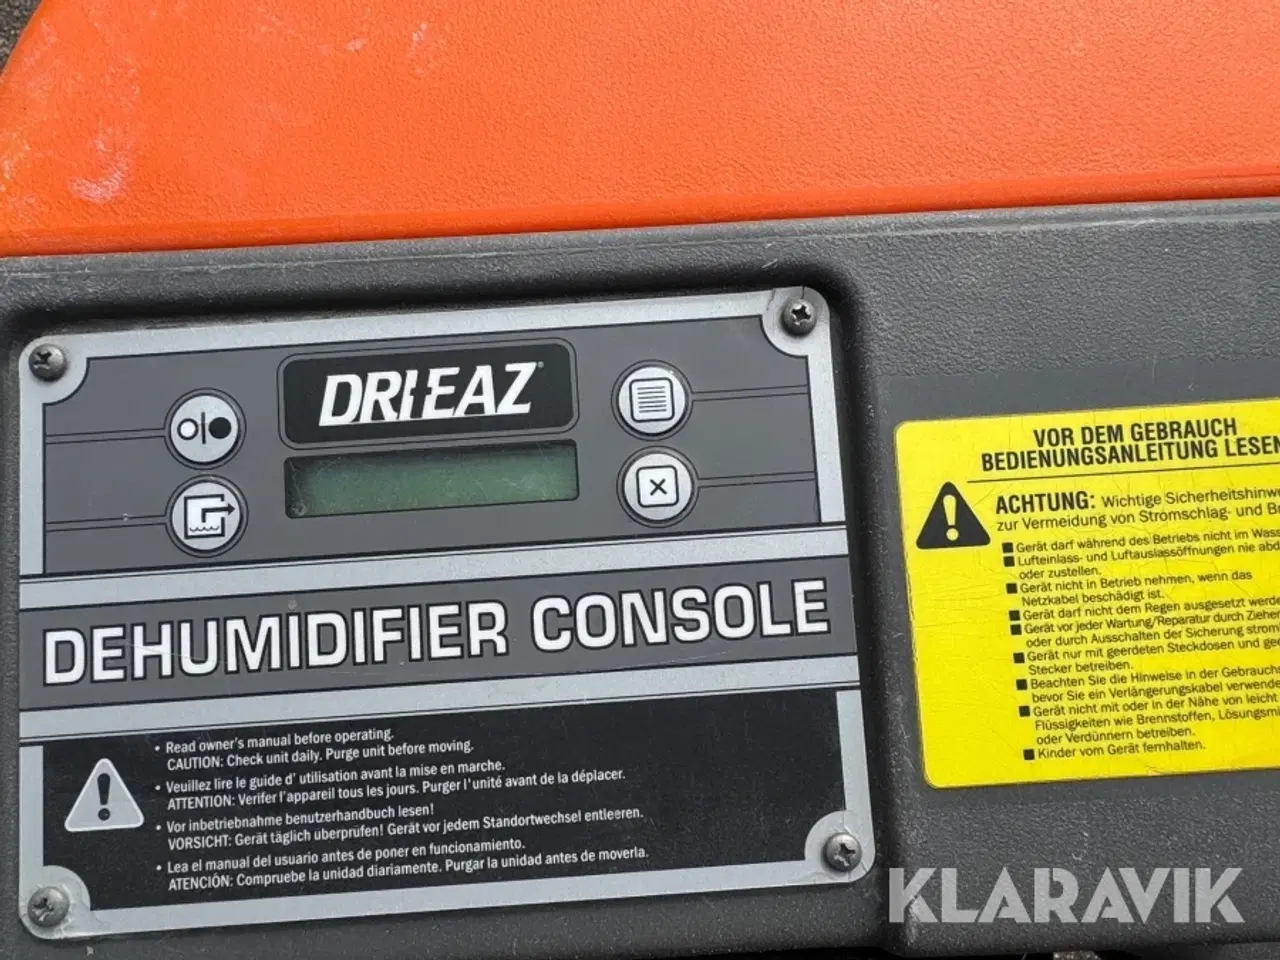 DRIEAZ®
DEHUMIDIFIER CONSOLE
• Read owner's manual before operating.
CAUTION: Check unit daily. Purge unit before moving.
• Veuillez lire le guide d' utilisation avant la mise en marche.
ATTENTION: Verifer l'appareil tous les jours. Purger l'unité avant de la déplacer.
• Vor inbetriebnahme benutzerhandbuch lesen!
VORSICHT: Gerät täglich überprüfen! Gerät vor jedem Standortwechsel entleeren.
• Lea el manual del usuario antes de poner en funcionamiento.
ATENCIÓN: Compruebe la unidad diariamente. Purgar la unidad antes de moverla.
VOR DEM GEBRAUCH
BEDIENUNGSANLEITUNG LESEN
ACHTUNG: Wichtige Sicherheitshinwe
zur Vermeidung von Stromschlag- und Br
■ Gerät darf während des Betriebs nicht im Wass
■ Lufteinlass- und Luftauslassöffnungen nie abd
oder zustellen.
■ Gerät nicht in Betrieb nehmen, wenn das
Netzkabel beschädigt ist.
■ Gerät darf nicht dem Regen ausgesetzt werde
■ Gerät vor jeder Wartung/Reparatur durch Ziehe
oder durch Ausschalten der Sicherung strom
■ Gerät nur mit geerdeten Steckdosen und gee
Stecker betreiben.
■ Beachten Sie die Hinweise in der Gebrauchs
bevor Sie ein Verlängerungskabel verwende
■ Gerät nicht mit oder in der Nähe von leicht
Flüssigkeiten wie Brennstoffen, Lösungsmi
oder Verdünnern betreiben.
■ Kinder vom Gerät fernhalten.
KLARAVIK